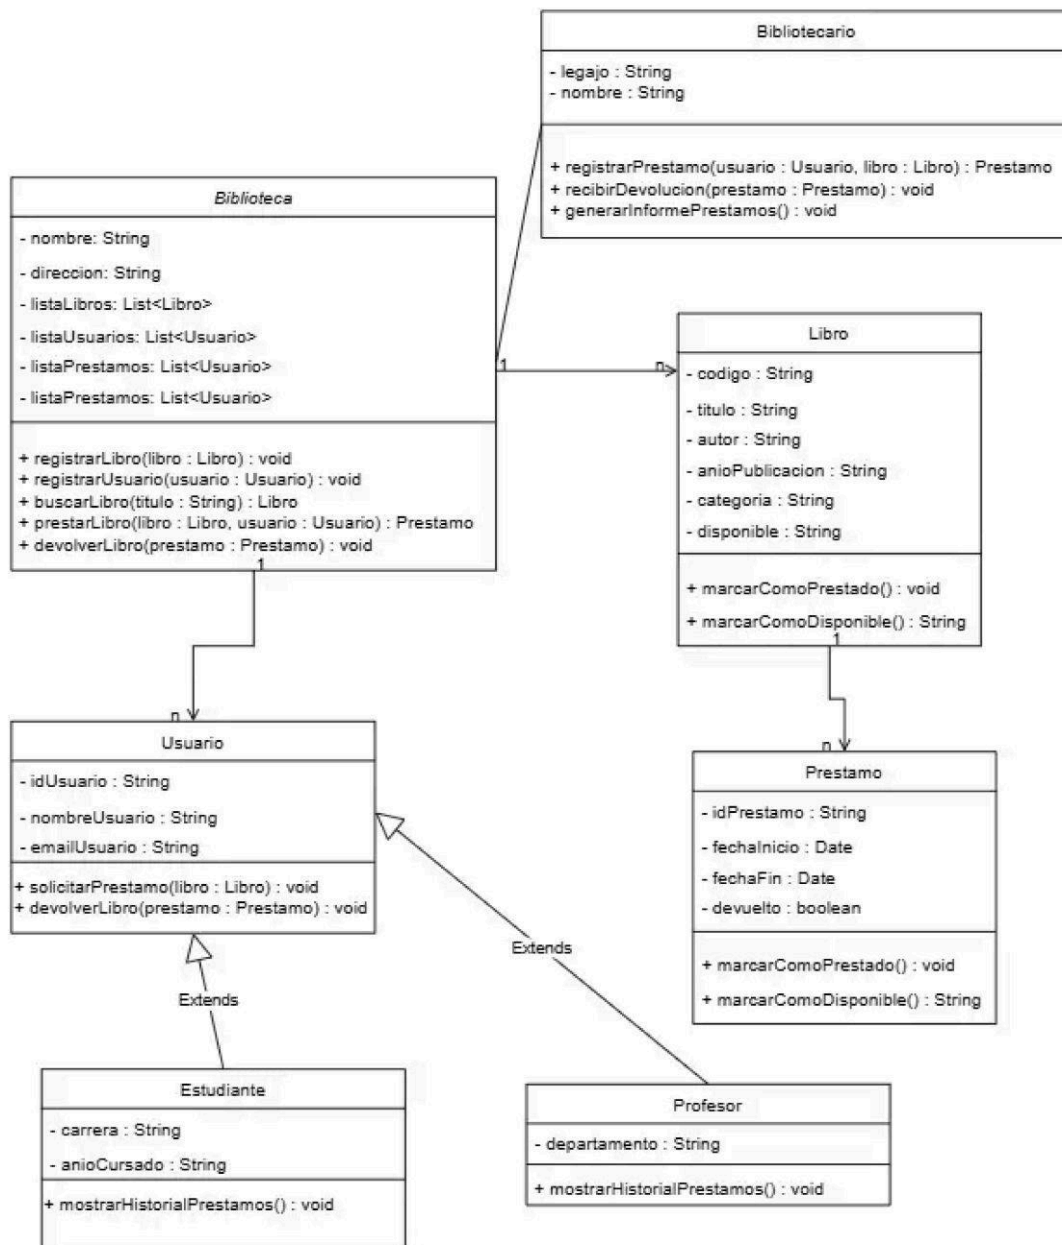 Bibliotecario
- legajo : String
- nombre : String
+ registrarPrestamo(usuario : Usuario, libro : Libro) : Prestamo
+ recibirDevolucion(prestamo : Prestamo) : void
+ generarInformePrestamos() : void
Biblioteca
- nombre: String
- direccion: String
- listaLibros: List<Libro>
- listaUsuarios: List<Usuario>
- listaPrestamos: List<Usuario>
- listaPrestamos: List<Usuario>
+ registrarLibro(libro : Libro) : void
+ registrarUsuario(usuario : Usuario) : void
+ buscarLibro(titulo : String) : Libro
+ prestarLibro(libro : Libro, usuario : Usuario) : Prestamo
+ devolverLibro(prestamo : Prestamo) : void
1
1
n
Libro
- codigo : String
- titulo : String
- autor : String
- anioPublicacion : String
- categoria : String
- disponible : String
+ marcarComoPrestado() : void
+ marcarComoDisponible() : String
1
n
n
Usuario
- idUsuario : String
- nombreUsuario : String
- emailUsuario : String
+ solicitarPrestamo(libro : Libro) : void
+ devolverLibro(prestamo : Prestamo) : void
Prestamo
- idPrestamo : String
- fechaInicio : Date
- fechaFin : Date
- devuelto : boolean
+ marcarComoPrestado() : void
+ marcarComoDisponible() : String
Extends
Extends
Estudiante
- carrera : String
- anioCursado : String
+ mostrarHistorialPrestamos() : void
Profesor
- departamento : String
+ mostrarHistorialPrestamos() : void